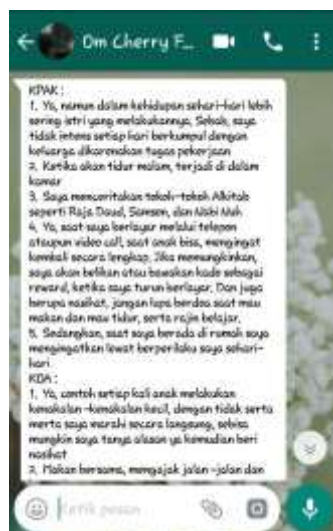 Om Cherry F...
KPAK :
1. Ya, namun dalam kehidupan sehari-hari lebih
sering istri yang melakukannya. Sebab, saya
tidak intens setiap hari berkumpul dengan
keluarga dikarenakan tugas pekerjaan
2. Ketika akan tidur malam, terjadi di dalam
kamar
3. Saya menceritakan tokoh-tokoh Alkitab
seperti Raja Daud, Samson, dan Nabi Nuh
4. Ya, saat saya berlayar melalui telepon
ataupun video call, saat anak bisa, mengingat
kembali secara lengkap. Jika memungkinkan,
saya akan belikan atau bawakan kado sebagai
reward, ketika saya turun berlayar. Dan juga
berupa nasihat, jangan lupa berdoa saat mau
makan dan mau tidur, serta rajin belajar.
5. Sedangkan, saat saya berada di rumah saya
mengingatkan lewat berperilaku saya sehari-
hari
KDA :
1. Ya, contoh setiap kali anak melakukan
kenakalan-kenakalan kecil, dengan tidak serta
merta saya marahi secara langsung, sebisa
mungkin saya tanya alasan ya kemudian beri
nasihat
2. Makan bersama, mengajak jalan-jalan dan
Ketik pesan